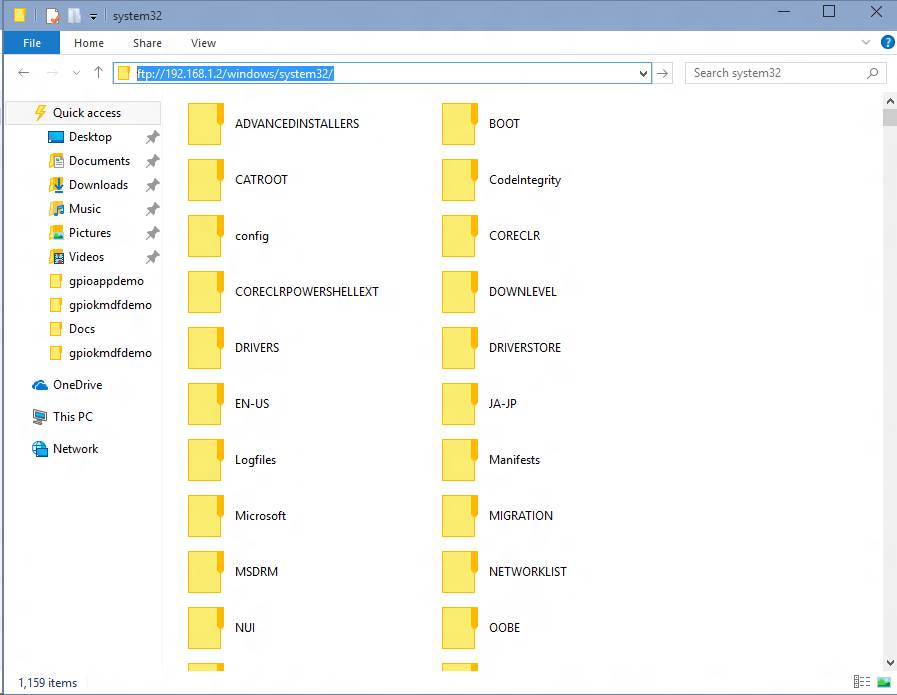 system32
File Home Share View
ftp://192.168.1.2/windows/system32/ Search system32
Quick access
Desktop
Documents
Downloads
Music
Pictures
Videos
gpioappdemo
gpiokmdfdemo
Docs
gpiokmdfdemo
OneDrive
This PC
Network
ADVANCEDINSTALLERS BOOT
CATROOT CodeIntegrity
config CORECLR
CORECLRPOWERSHELLEXT DOWNLEVEL
DRIVERS DRIVERSTORE
EN-US JA-JP
Logfiles Manifests
Microsoft MIGRATION
MSDRM NETWORKLIST
NUI OOBE
1,159 items